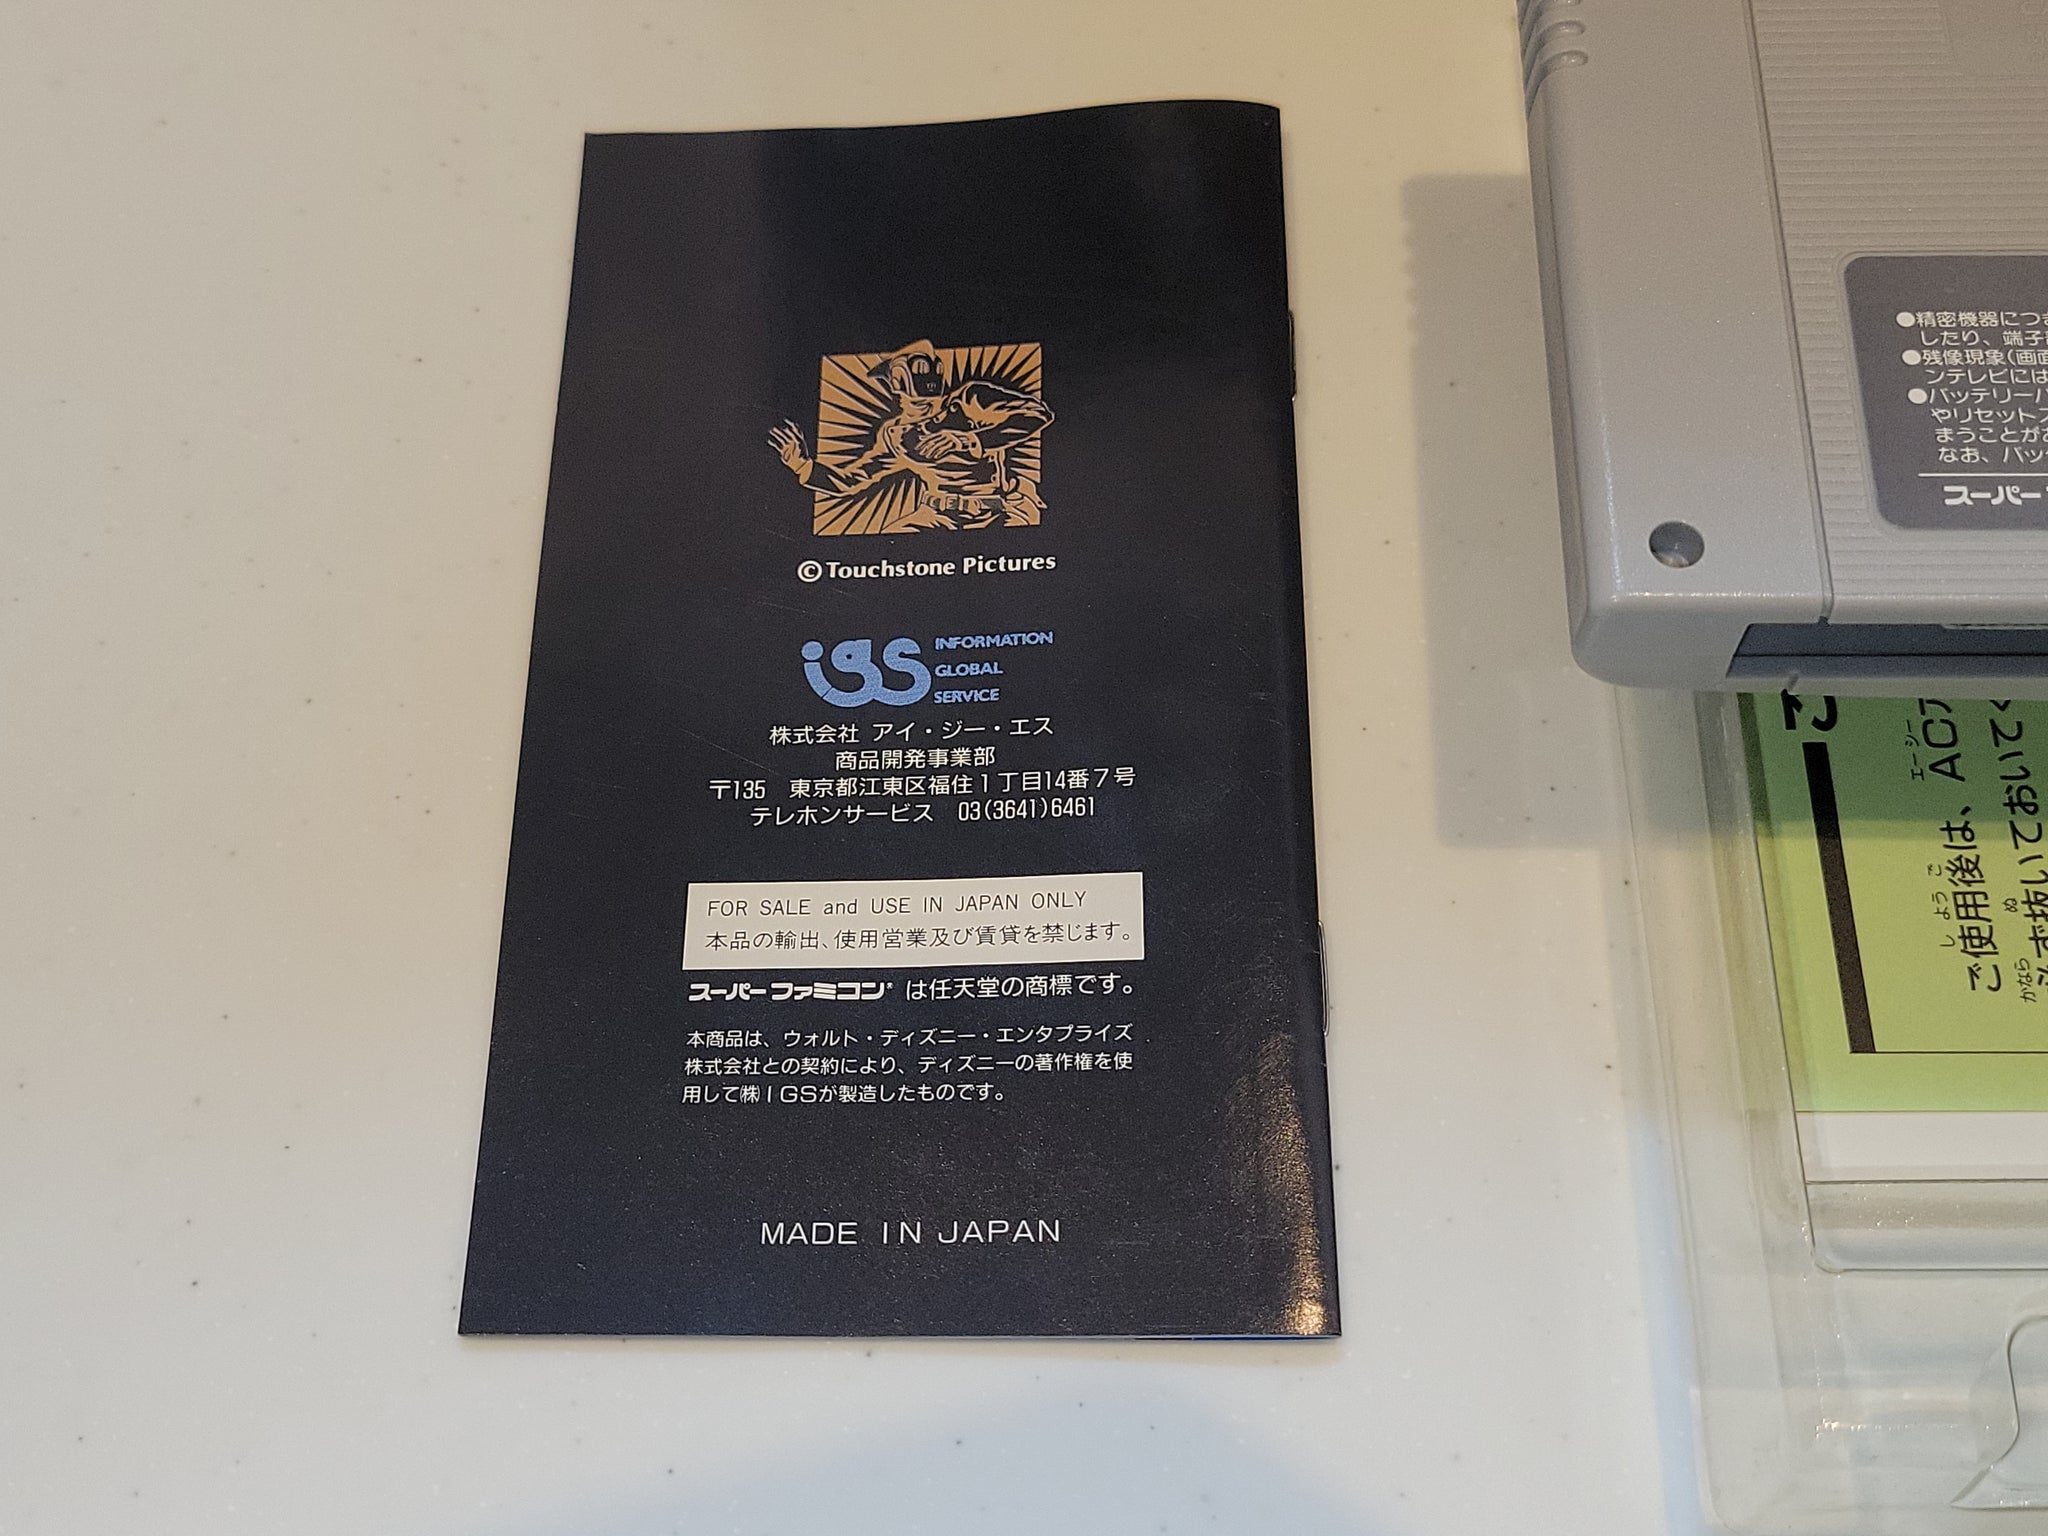 © Touchstone Pictures
igs INFORMATION
GLOBAL
SERVICE
株式会社 アイ・ジー・エス
商品開発事業部
〒135 東京都江東区福住1丁目14番7号
テレホンサービス 03(3641)6461
FOR SALE and USE IN JAPAN ONLY
本品の輸出、使用営業及び賃貸を禁じます。
スーパーファミコン® は任天堂の商標です。
本商品は、ウォルト・ディズニー・エンタプライズ
株式会社との契約により、ディズニーの著作権を使
用して㈱IGSが製造したものです。
MADE IN JAPAN
●精密機器につき
したり、端子
●残像現象(画面
ンテレビには
●バッテリーバ
やリセットス
まうことがあ
なお、バッ
スーパー
ご使用後は、AC
抜いておいて